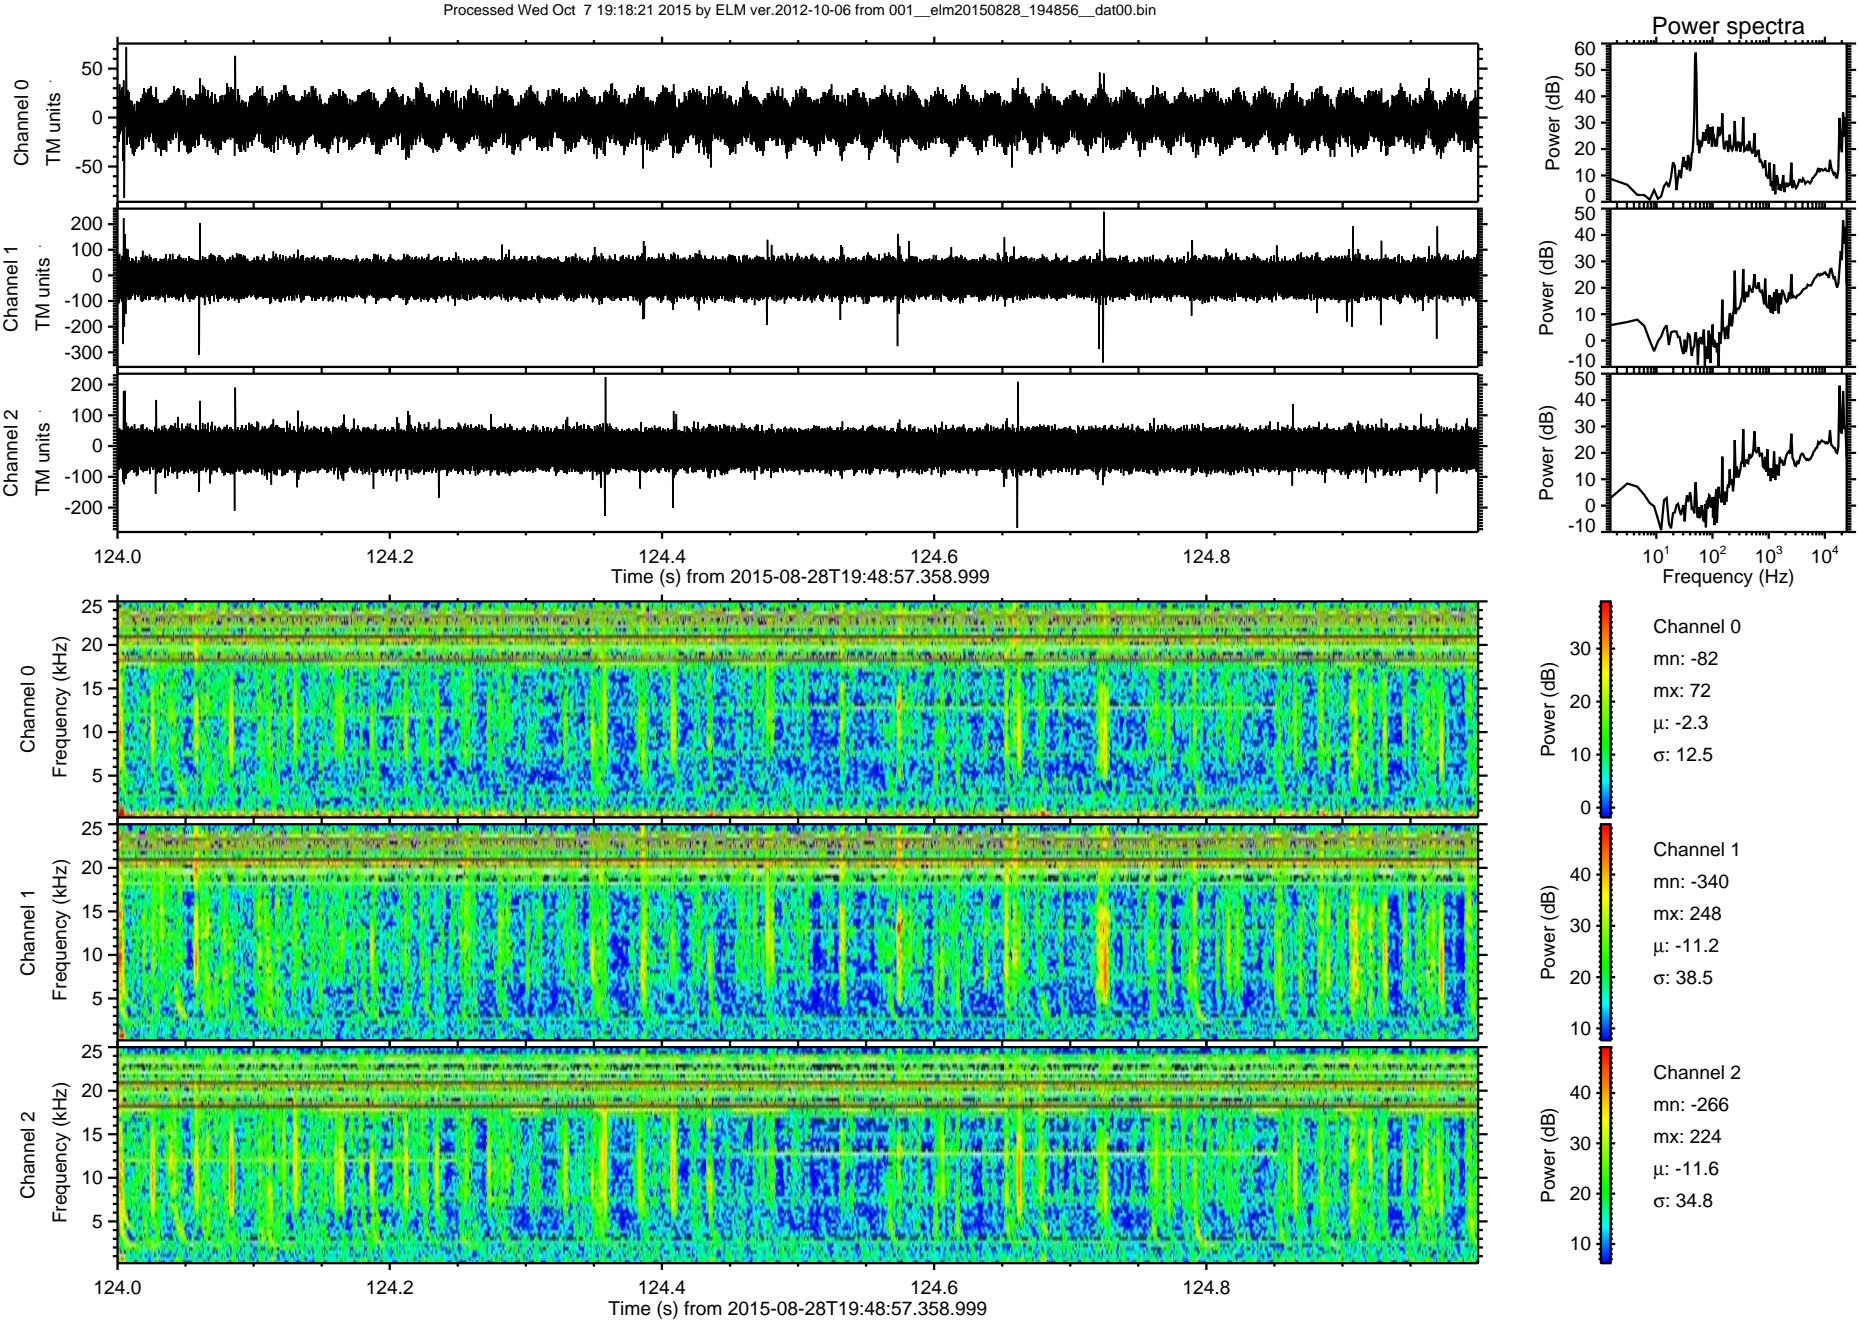 Processed Wed Oct 7 19:18:21 2015 by ELM ver.2012-10-06 from 001__elm20150828_194856__dat00.bin
Power spectra
Channel 0
TM units
50
0
-50
Power (dB)
60
50
40
30
20
10
0
Channel 1
TM units
200
100
0
-100
-200
-300
Power (dB)
50
40
30
20
10
0
-10
Channel 2
TM units
200
100
0
-100
-200
Power (dB)
50
40
30
20
10
0
-10
124.0 124.2 124.4 124.6 124.8
Time (s) from 2015-08-28T19:48:57.358.999
10^1 10^2 10^3 10^4
Frequency (Hz)
Channel 0
Frequency (kHz)
25
20
15
10
5
Power (dB)
30
20
10
0
Channel 0
mn: -82
mx: 72
µ: -2.3
σ: 12.5
Channel 1
Frequency (kHz)
25
20
15
10
5
Power (dB)
40
30
20
10
Channel 1
mn: -340
mx: 248
µ: -11.2
σ: 38.5
Channel 2
Frequency (kHz)
25
20
15
10
5
Power (dB)
40
30
20
10
Channel 2
mn: -266
mx: 224
µ: -11.6
σ: 34.8
124.0 124.2 124.4 124.6 124.8
Time (s) from 2015-08-28T19:48:57.358.999